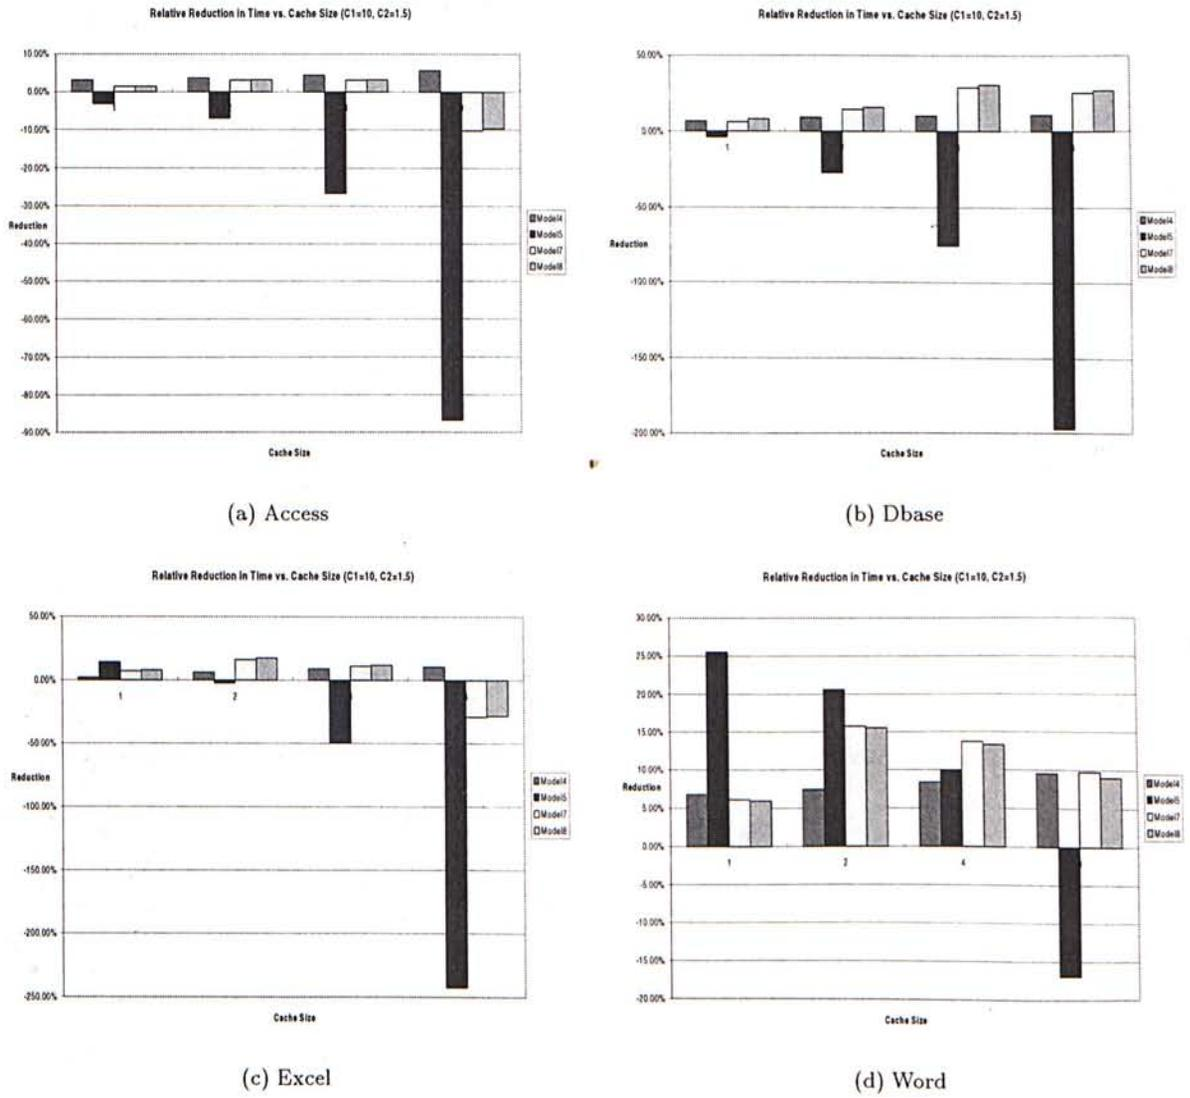 Relative Reduction in Time vs. Cache Size (C1=10, C2=1.5)
10.00%
0.00%
-10.00%
-20.00%
-30.00%
Reduction
-40.00%
-50.00%
-60.00%
-70.00%
-80.00%
-90.00%
Cache Size
Model4
Model5
Model7
Model8
(a) Access
Relative Reduction in Time vs. Cache Size (C1=10, C2=1.5)
50.00%
0.00%
1
-50.00%
Reduction
-100.00%
-150.00%
-200.00%
Cache Size
Model4
Model5
Model7
Model8
(b) Dbase
Relative Reduction in Time vs. Cache Size (C1=10, C2=1.5)
50.00%
0.00%
1 2
-50.00%
Reduction
-100.00%
-150.00%
-200.00%
-250.00%
Cache Size
Model4
Model5
Model7
Model8
(c) Excel
Relative Reduction in Time vs. Cache Size (C1=10, C2=1.5)
30.00%
25.00%
20.00%
15.00%
10.00%
Reduction
5.00%
0.00%
1 2 4
-5.00%
-10.00%
-15.00%
-20.00%
Cache Size
Model4
Model5
Model7
Model8
(d) Word